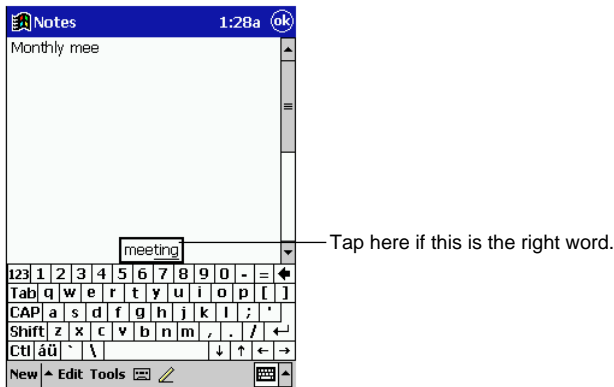 Notes 1:28a ok
Monthly mee
meeting
Tap here if this is the right word.
123 1 2 3 4 5 6 7 8 9 0 - =
Tab q w e r t y u i o p [ ]
CAP a s d f g h j k l ; '
Shift z x c v b n m , . /
Ctl áü ` \
New Edit Tools